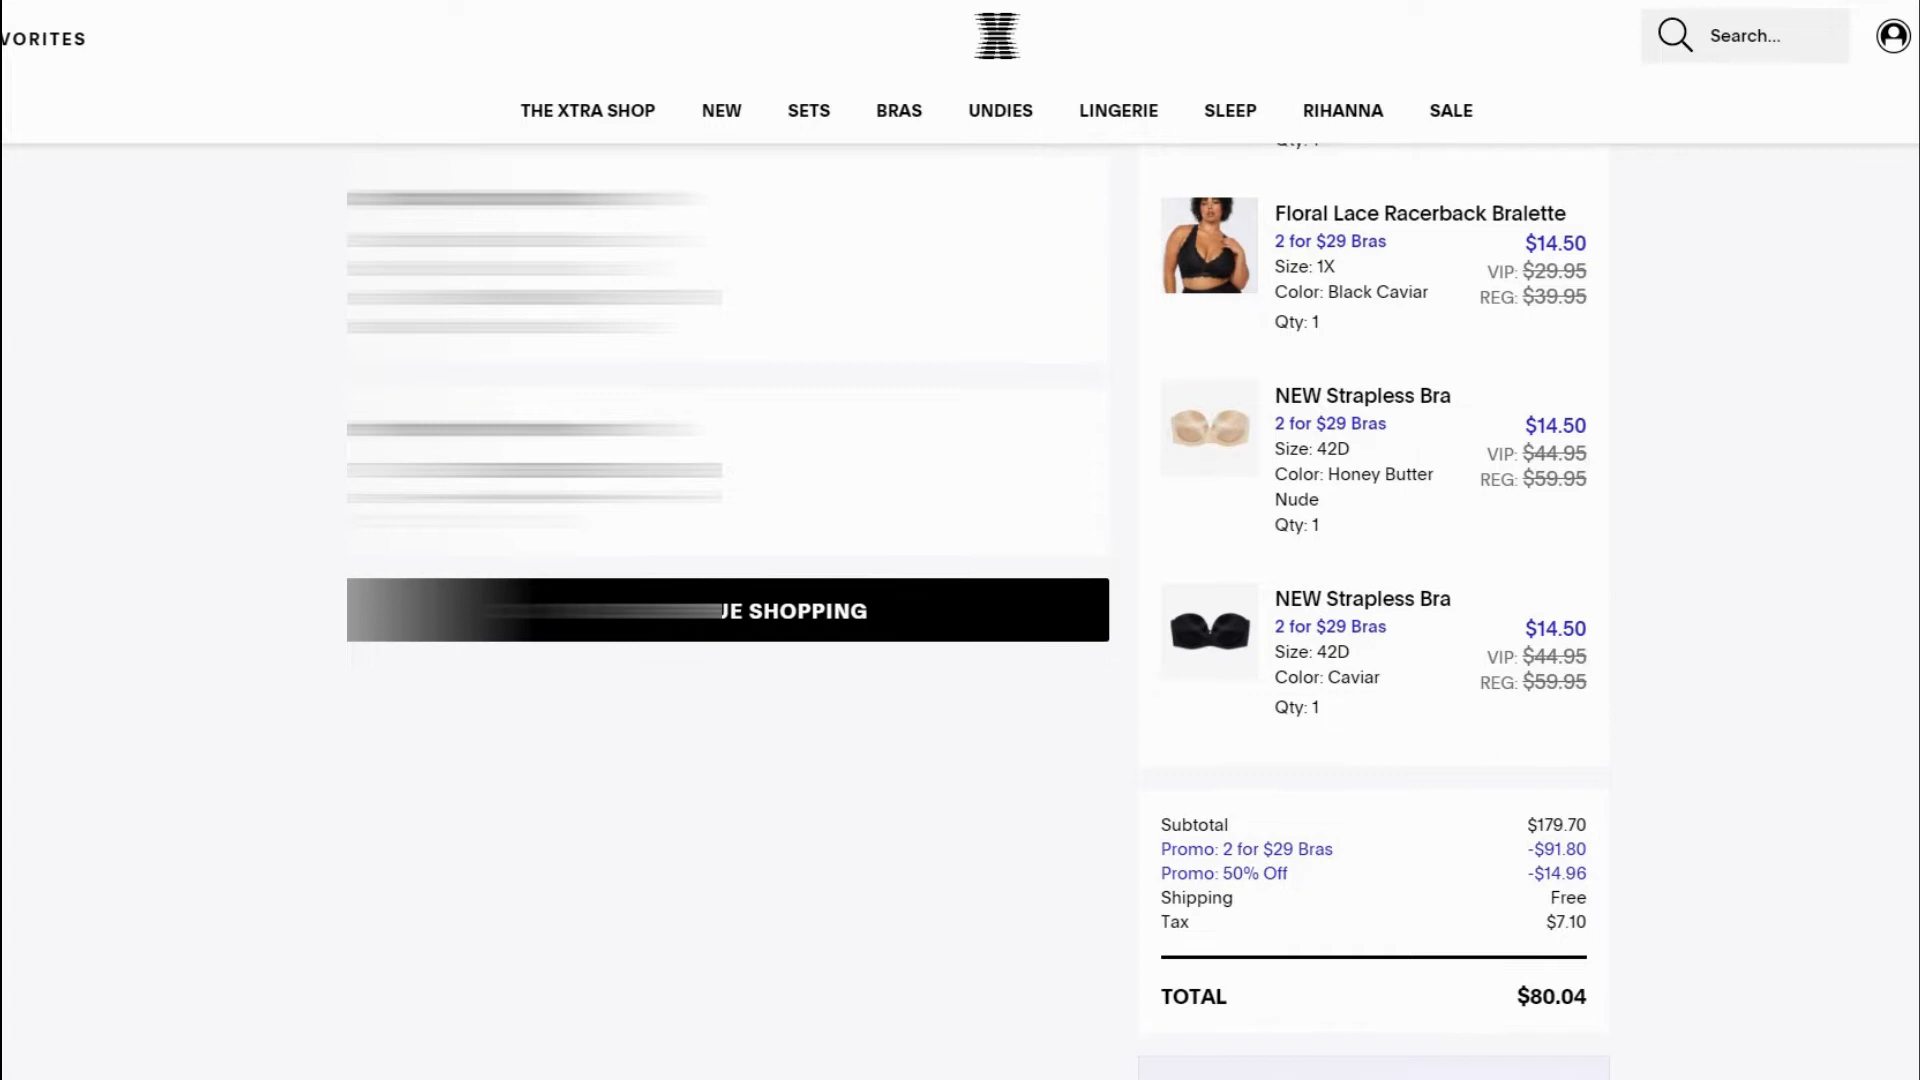 VORITES
Search...
THE XTRA SHOP NEW SETS BRAS UNDIES LINGERIE SLEEP RIHANNA SALE
Floral Lace Racerback Bralette
2 for $29 Bras $14.50
Size: 1X VIP: $29.95
Color: Black Caviar REG: $39.95
Qty: 1
NEW Strapless Bra
2 for $29 Bras $14.50
Size: 42D VIP: $44.95
Color: Honey Butter REG: $59.95
Nude
Qty: 1
UE SHOPPING
NEW Strapless Bra
2 for $29 Bras $14.50
Size: 42D VIP: $44.95
Color: Caviar REG: $59.95
Qty: 1
Subtotal $179.70
Promo: 2 for $29 Bras -$91.80
Promo: 50% Off -$14.96
Shipping Free
Tax $7.10
TOTAL $80.04